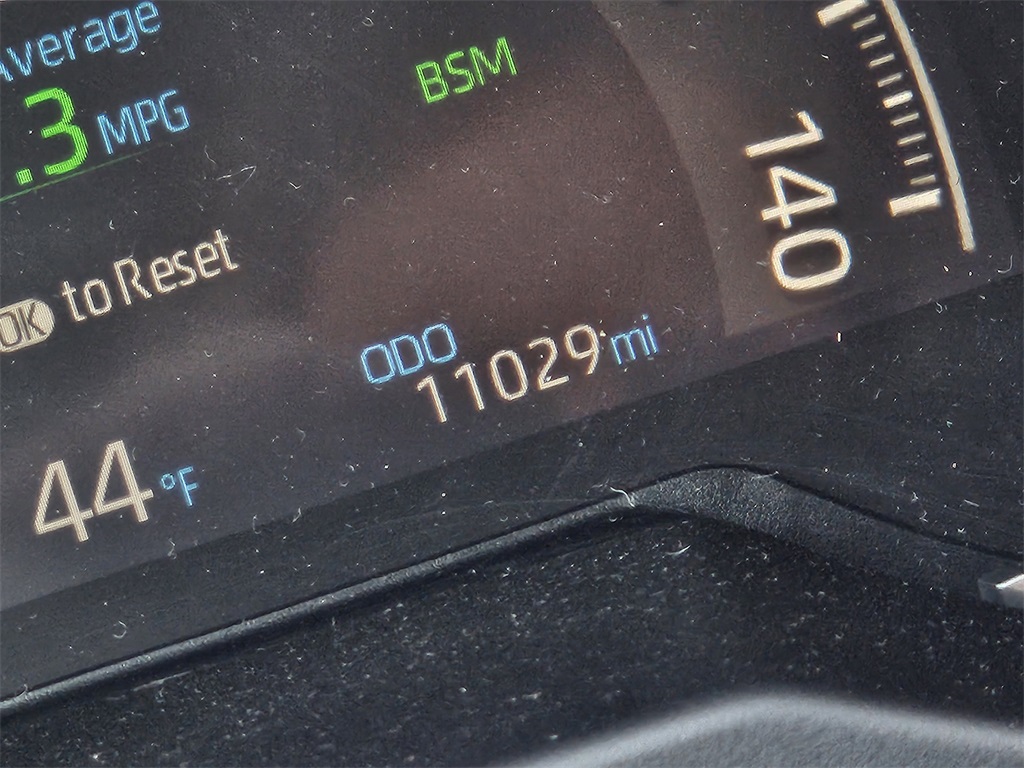 Average
.3 MPG
BSM
140
OK to Reset
ODO
11029 mi
44 °F